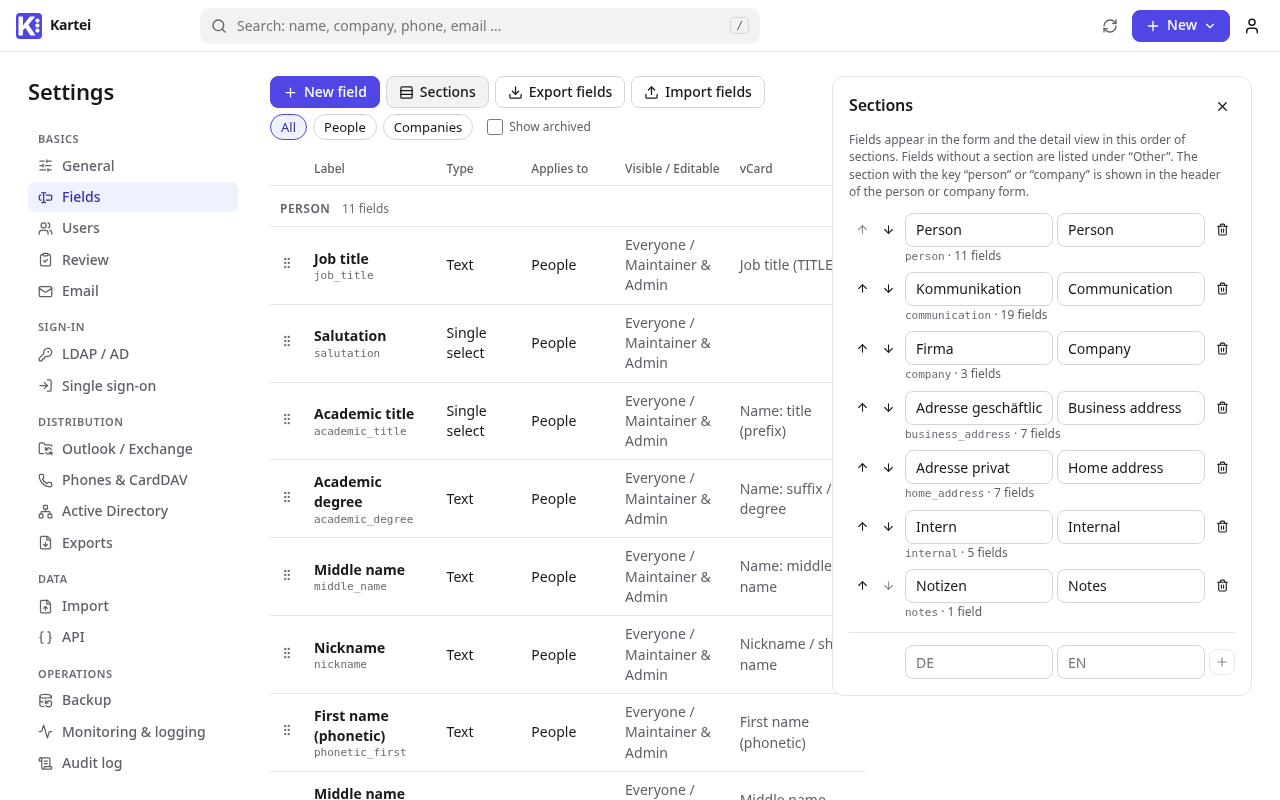 Kartei
Search: name, company, phone, email ...
/
New
Settings
BASICS
General
Fields
Users
Review
Email
SIGN-IN
LDAP / AD
Single sign-on
DISTRIBUTION
Outlook / Exchange
Phones & CardDAV
Active Directory
Exports
DATA
Import
API
OPERATIONS
Backup
Monitoring & logging
Audit log
New field
Sections
Export fields
Import fields
All
People
Companies
Show archived
Label
Type
Applies to
Visible / Editable
vCard
PERSON 11 fields
Job title
job_title
Text
People
Everyone /
Maintainer &
Admin
Job title (TITLE
Salutation
salutation
Single
select
People
Everyone /
Maintainer &
Admin
Academic title
academic_title
Single
select
People
Everyone /
Maintainer &
Admin
Name: title
(prefix)
Academic
degree
academic_degree
Text
People
Everyone /
Maintainer &
Admin
Name: suffix /
degree
Middle name
middle_name
Text
People
Everyone /
Maintainer &
Admin
Name: middle
name
Nickname
nickname
Text
People
Everyone /
Maintainer &
Admin
Nickname / sh
name
First name
(phonetic)
phonetic_first
Text
People
Everyone /
Maintainer &
Admin
First name
(phonetic)
Middle name
Everyone /
Middle name
Sections
Fields appear in the form and the detail view in this order of
sections. Fields without a section are listed under “Other”. The
section with the key “person” or “company” is shown in the header
of the person or company form.
Person
Person
person · 11 fields
Kommunikation
Communication
communication · 19 fields
Firma
Company
company · 3 fields
Adresse geschäftlic
Business address
business_address · 7 fields
Adresse privat
Home address
home_address · 7 fields
Intern
Internal
internal · 5 fields
Notizen
Notes
notes · 1 field
DE
EN